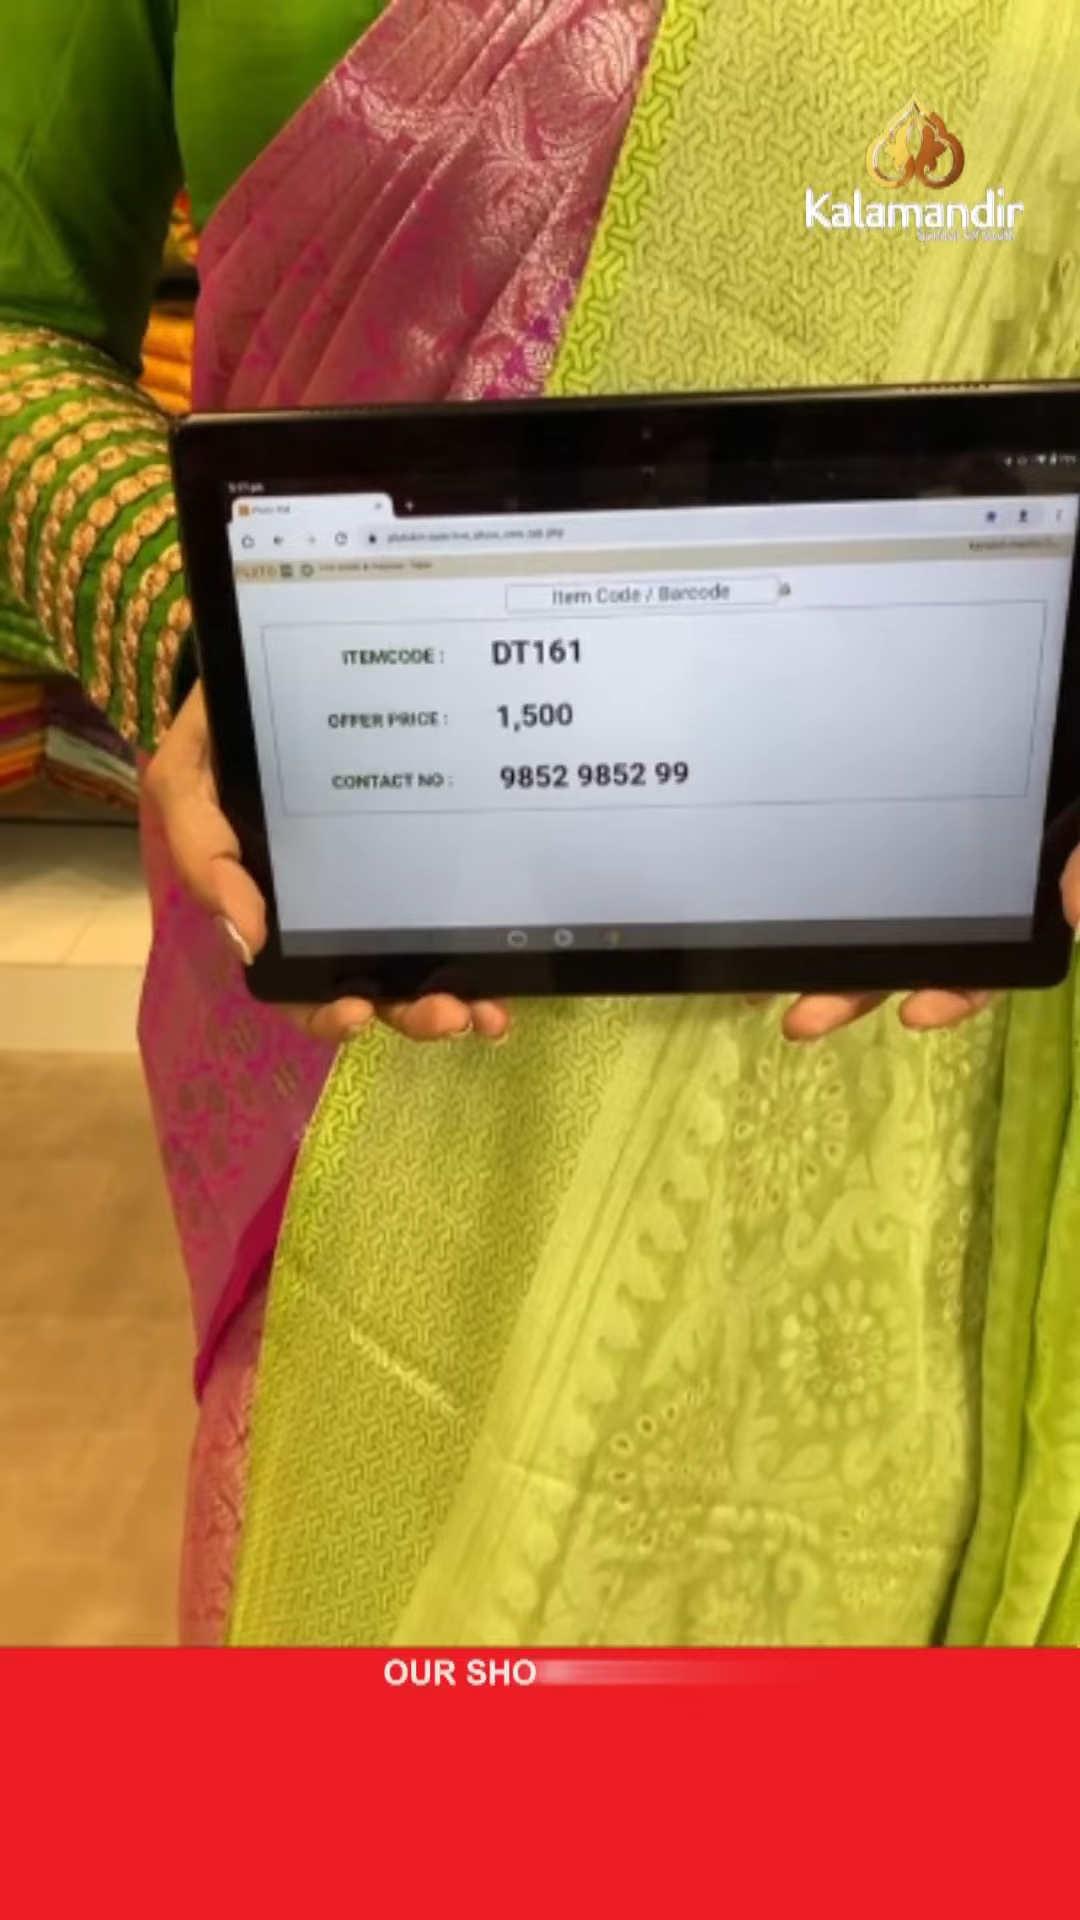 Kalamandir
Item Code / Barcode
ITEMCODE : DT161
OFFER PRICE : 1,500
CONTACT NO : 9852 9852 99
OUR SHO